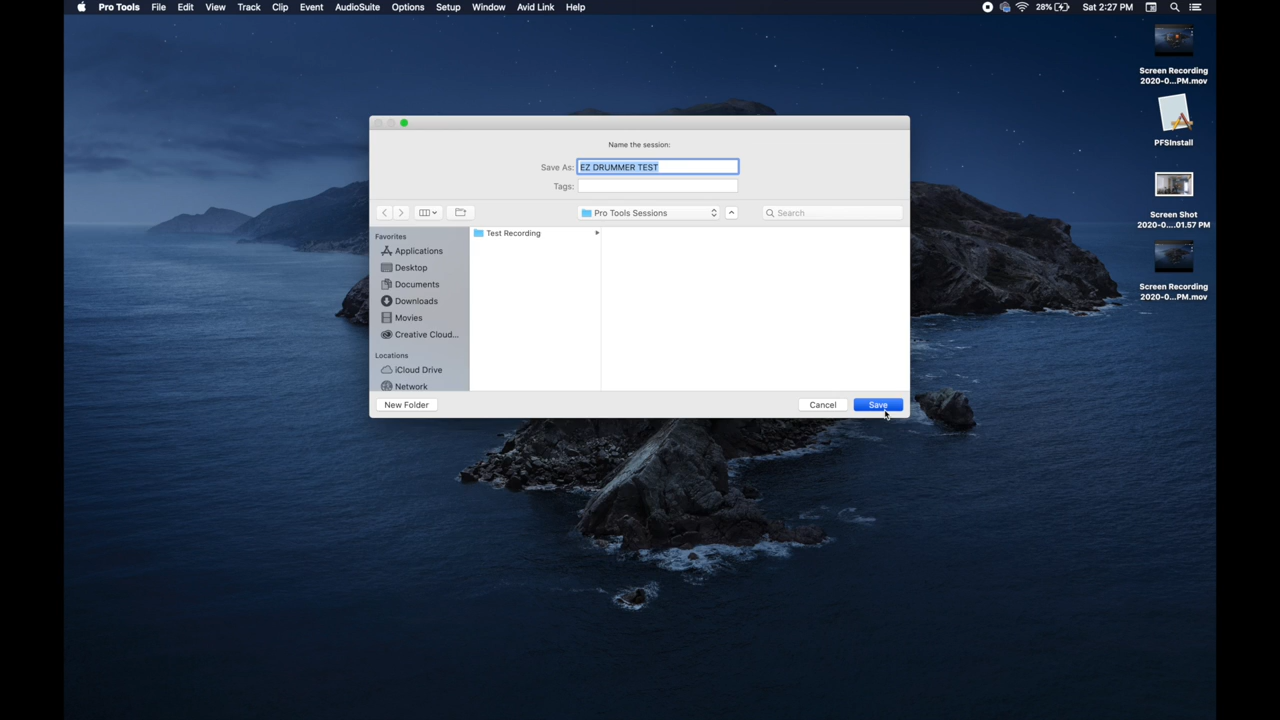 Pro Tools File Edit View Track Clip Event AudioSuite Options Setup Window Avid Link Help 28% Sat 2:27 PM
Screen Recording
2020-0...PM.mov
PFSInstall
Screen Shot
2020-0....01.57 PM
Screen Recording
2020-0...PM.mov
Name the session:
Save As: EZ DRUMMER TEST
Tags:
Pro Tools Sessions Search
Favorites
Applications
Desktop
Documents
Downloads
Movies
Creative Cloud...
Locations
iCloud Drive
Network
Test Recording
New Folder Cancel Save